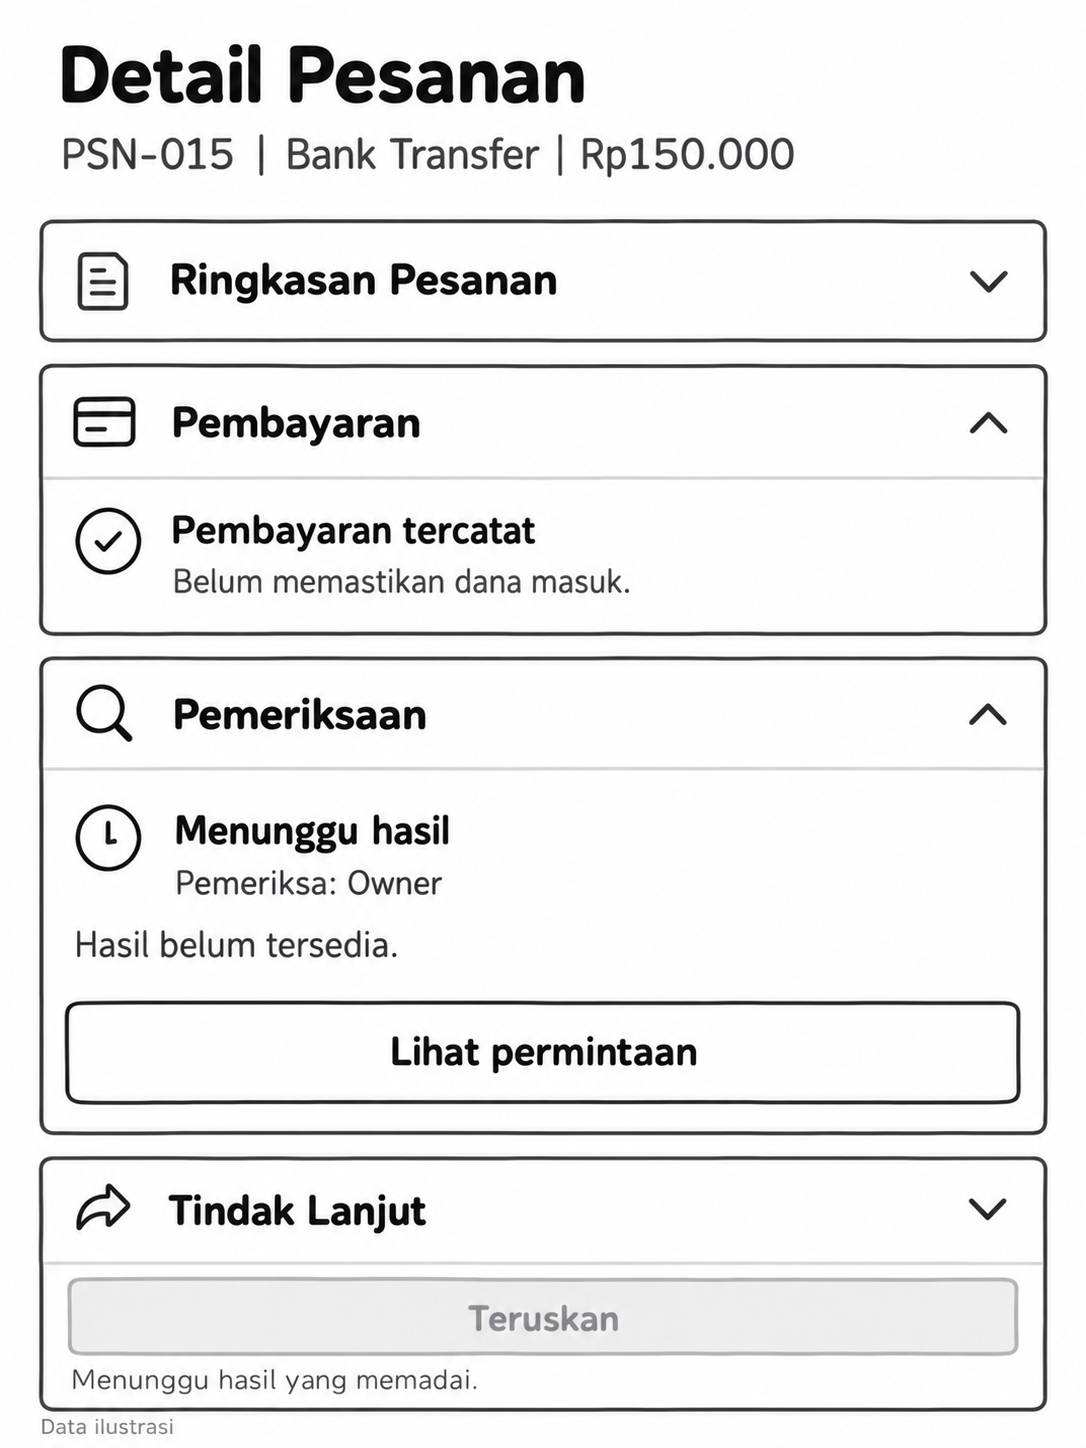 Detail Pesanan
PSN-015 | Bank Transfer | Rp150.000
Ringkasan Pesanan
Pembayaran
Pembayaran tercatat
Belum memastikan dana masuk.
Pemeriksaan
Menunggu hasil
Pemeriksa: Owner
Hasil belum tersedia.
Lihat permintaan
Tindak Lanjut
Teruskan
Menunggu hasil yang memadai.
Data ilustrasi